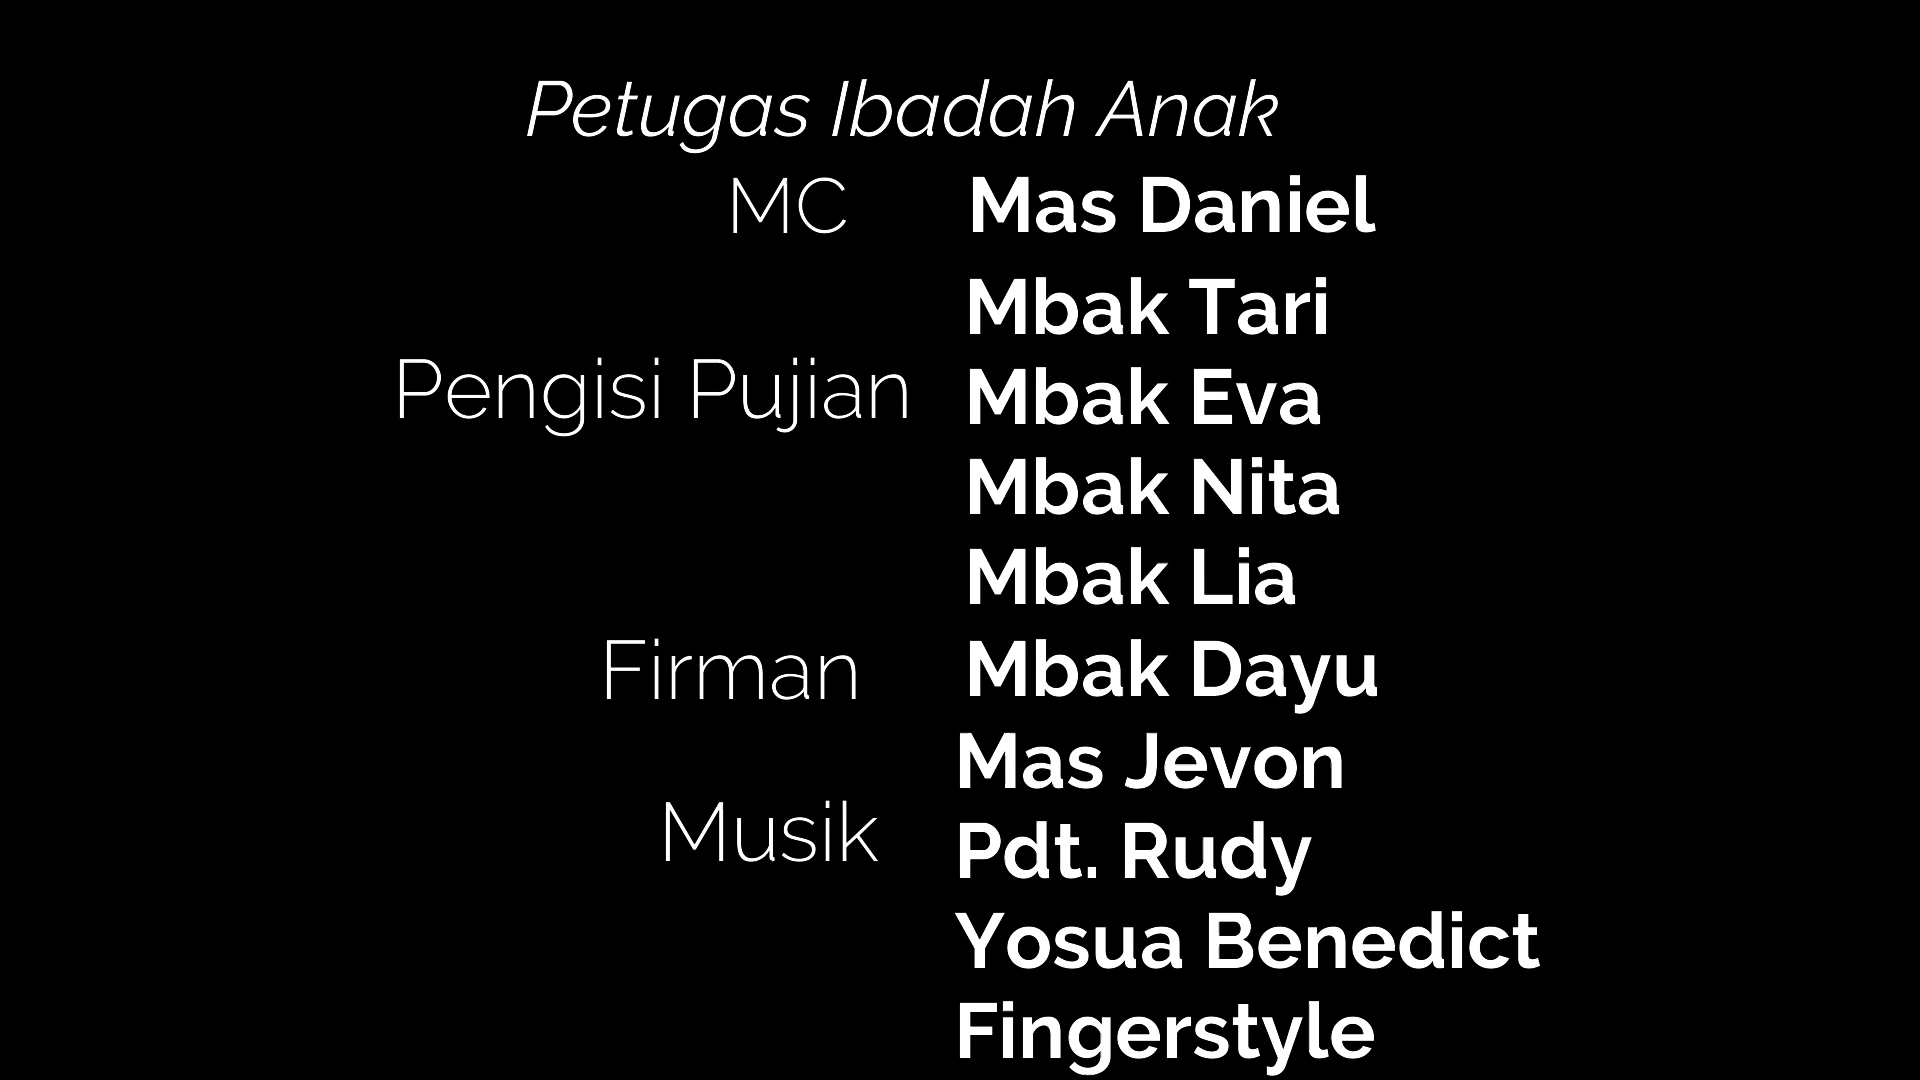 Petugas Ibadah Anak
MC Mas Daniel
Mbak Tari
Pengisi Pujian Mbak Eva
Mbak Nita
Mbak Lia
Firman Mbak Dayu
Mas Jevon
Musik Pdt. Rudy
Yosua Benedict
Fingerstyle